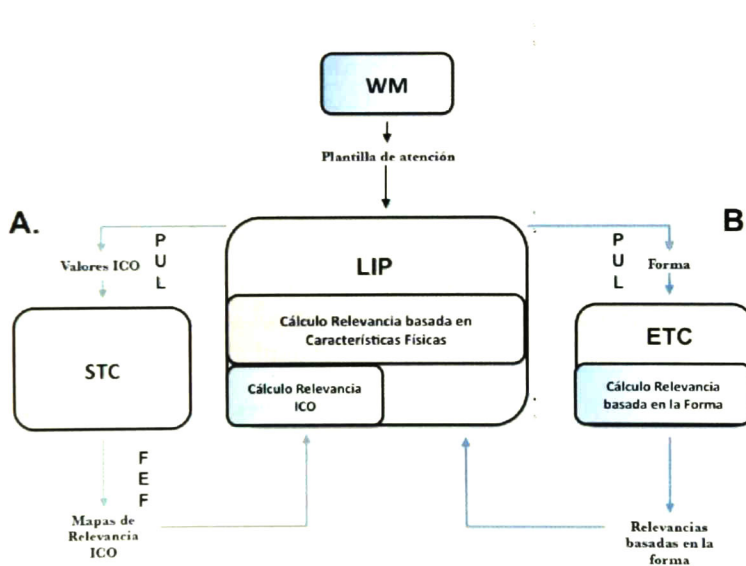 WM
Plantilla de atención
A.
B
P
U
L
Valores ICO
LIP
P
U
L
Forma
STC
Cálculo Relevancia basada en
Características Físicas
Cálculo Relevancia
ICO
ETC
Cálculo Relevancia
basada en la Forma
F
E
F
Mapas de
Relevancia
ICO
Relevancias
basadas en la
forma